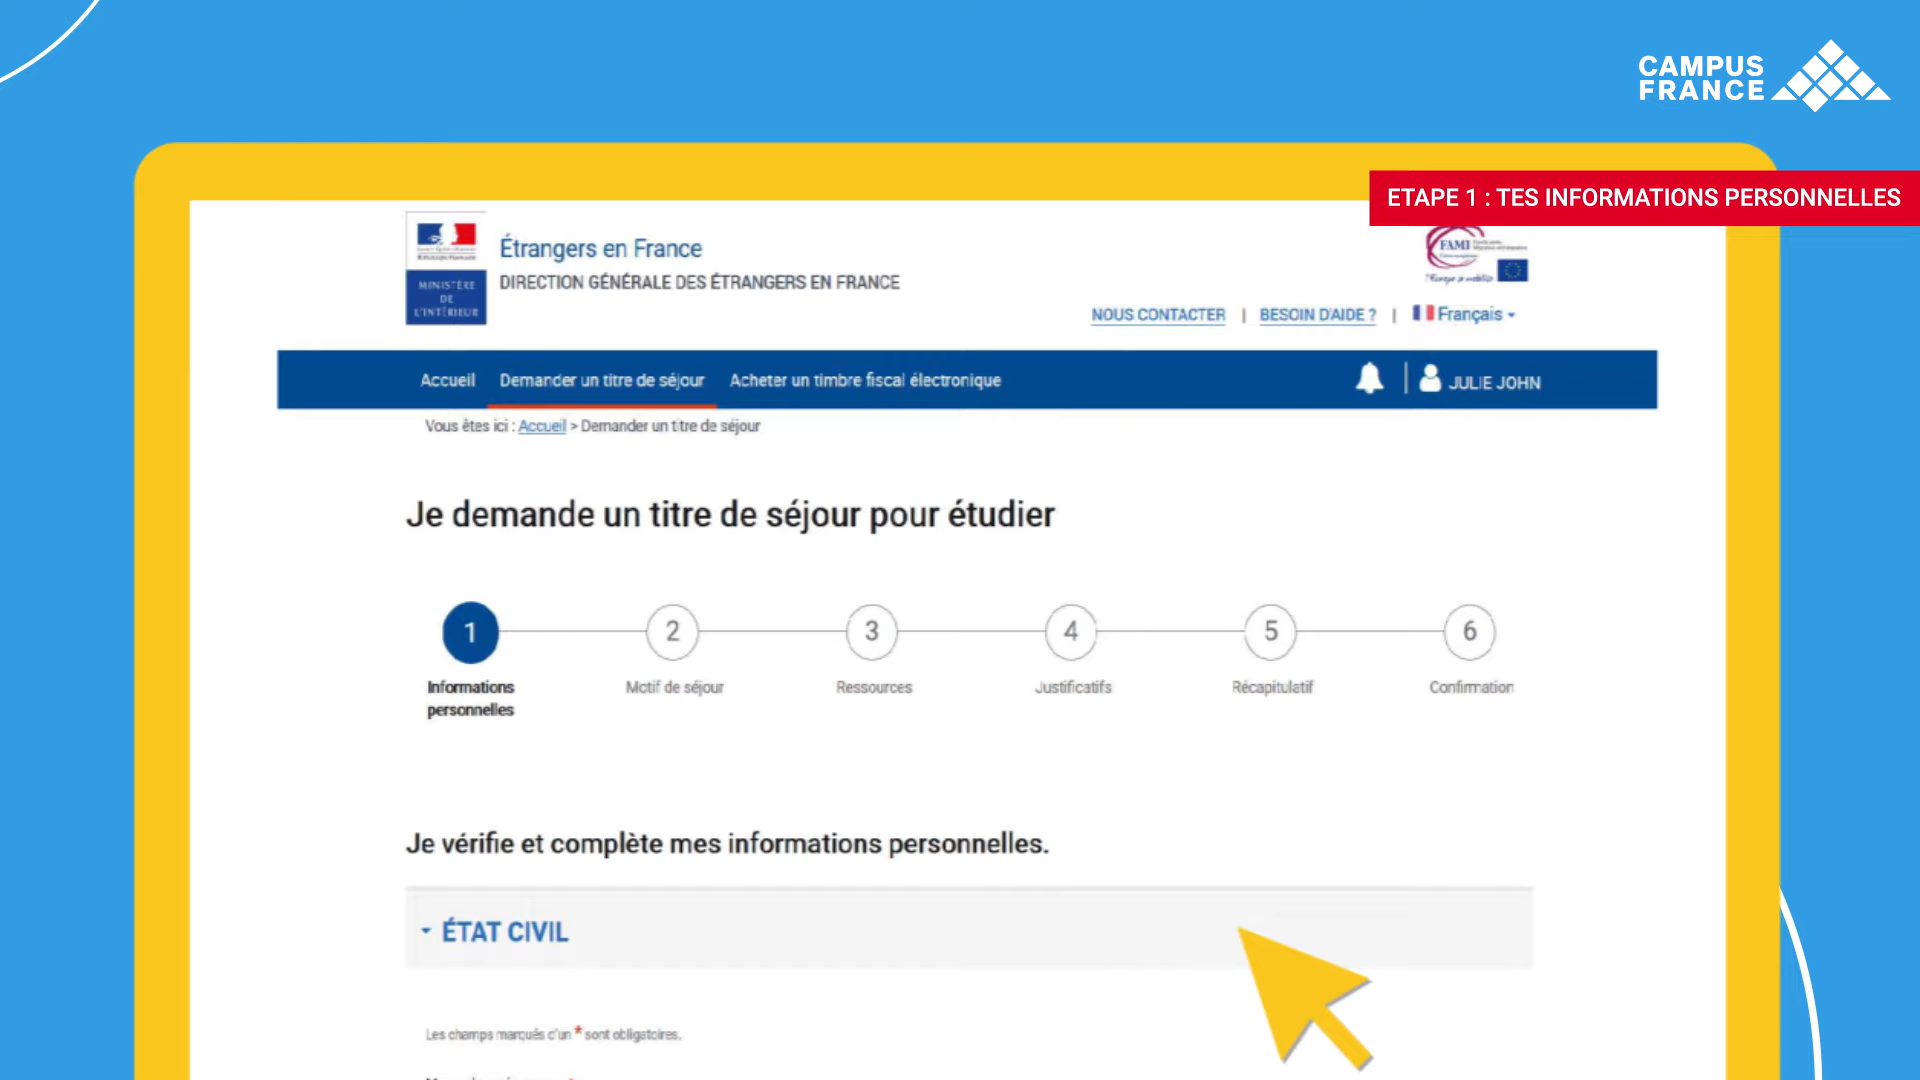 CAMPUS
FRANCE
ETAPE 1 : TES INFORMATIONS PERSONNELLES
MINISTÈRE
DE
L'INTÉRIEUR
Étrangers en France
DIRECTION GÉNÉRALE DES ÉTRANGERS EN FRANCE
FAMI
NOUS CONTACTER | BESOIN D'AIDE ? | Français
Accueil Demander un titre de séjour Acheter un timbre fiscal électronique JULIE JOHN
Vous êtes ici : Accueil > Demander un titre de séjour
Je demande un titre de séjour pour étudier
1 2 3 4 5 6
Informations personnelles
Motif de séjour
Ressources
Justificatifs
Récapitulatif
Confirmation
Je vérifie et complète mes informations personnelles.
ÉTAT CIVIL
Les champs marqués d'un * sont obligatoires.